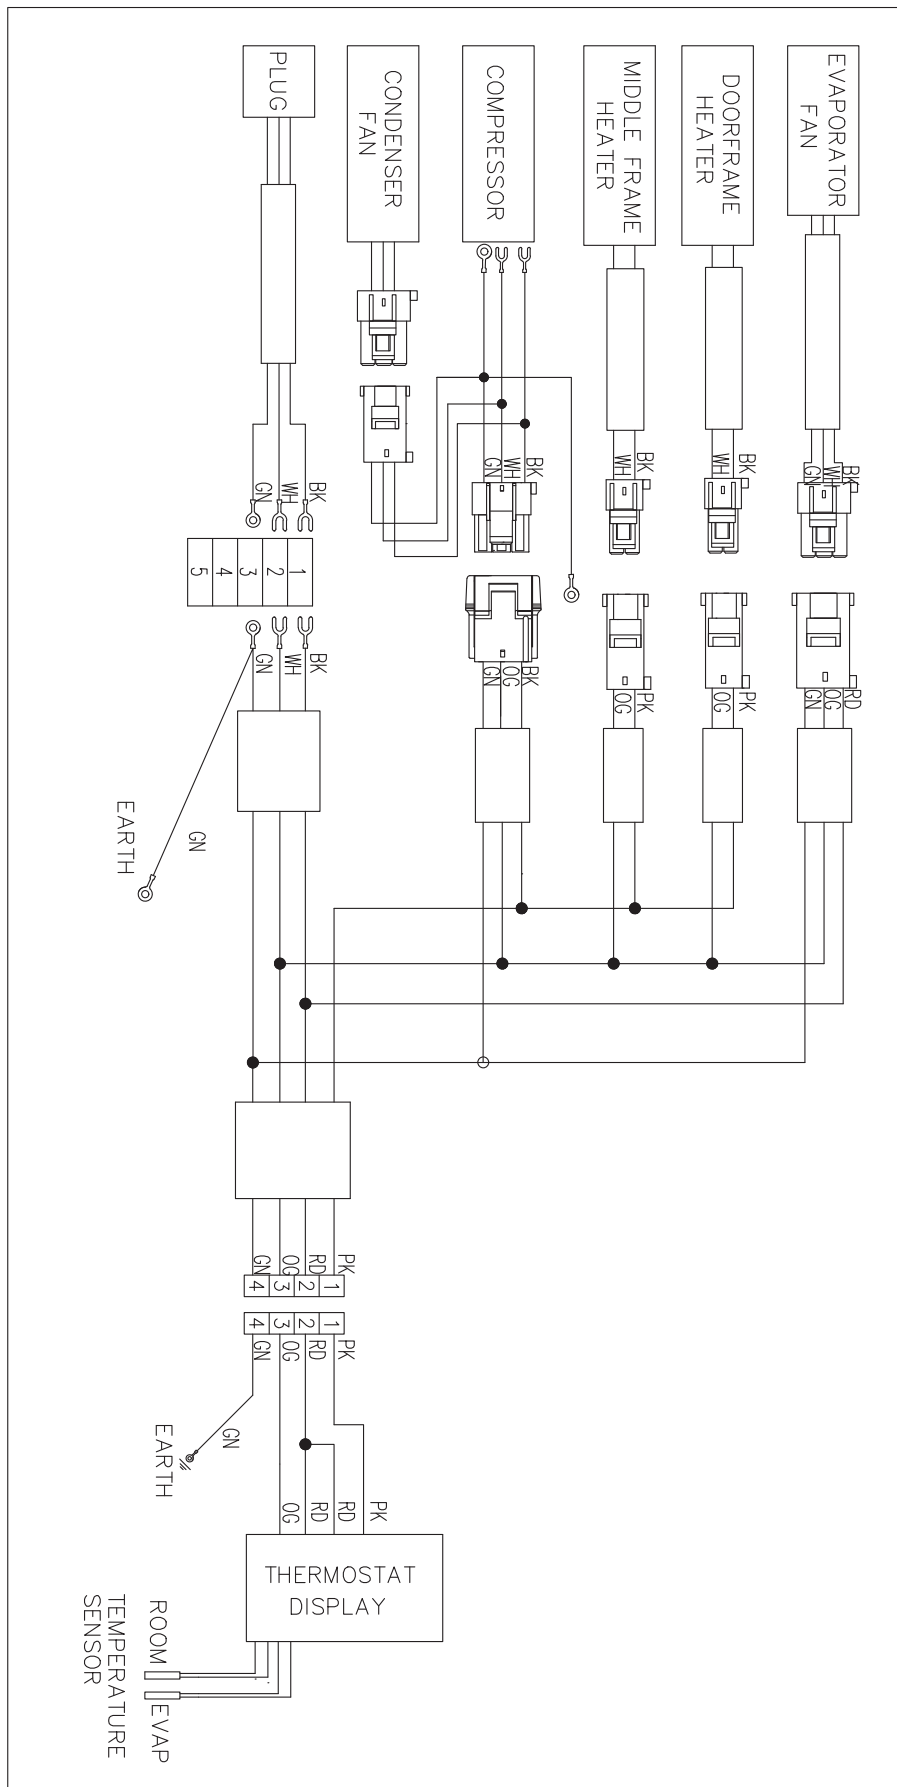 PLUG
CONDENSER
FAN
COMPRESSOR
MIDDLE FRAME
HEATER
DOORFRAME
HEATER
EVAPORATOR
FAN
GN
WH
BK
GN
WH
BK
WH
BK
WH
BK
GN
WH
BK
5
4
3
2
1
GN
WH
BK
GN
OG
BK
OG
PK
OG
PK
GN
OG
RD
EARTH
GN
GN
OG
RD
PK
4
3
2
1
4
3
2
1
GN
OG
RD
PK
EARTH
GN
OG
RD
RD
PK
THERMOSTAT
DISPLAY
ROOM
EVAP
TEMPERATURE
SENSOR